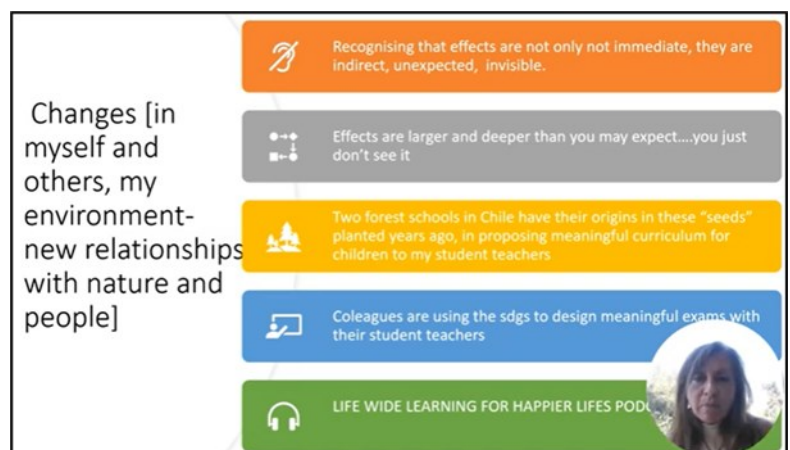 Changes [in
myself and
others, my
environment-
new relationships
with nature and
people]
Recognising that effects are not only not immediate, they are
indirect, unexpected, invisible.
Effects are larger and deeper than you may expect....you just
don't see it
Two forest schools in Chile have their origins in these "seeds"
planted years ago, in proposing meaningful curriculum for
children to my student teachers
Coleagues are using the sdgs to design meaningful exams with
their student teachers
LIFE WIDE LEARNING FOR HAPPIER LIFES